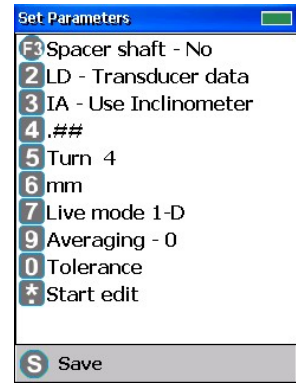 Set Parameters
F3 Spacer shaft - No
2 LD - Transducer data
3 IA - Use Inclinometer
4 .##
5 Turn 4
6 mm
7 Live mode 1-D
9 Averaging - 0
0 Tolerance
*. Start edit
S Save